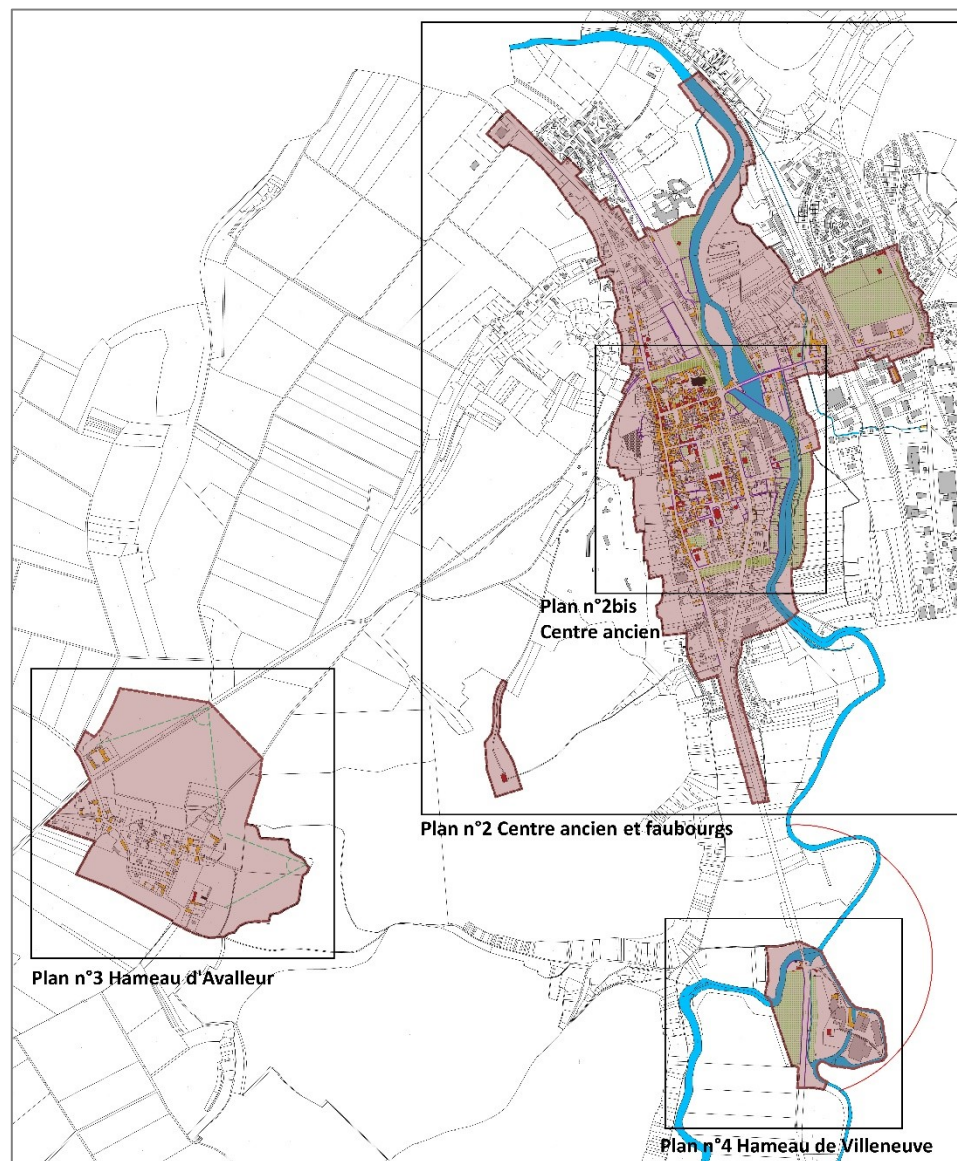 Plan n°2bis
Centre ancien
Plan n°2 Centre ancien et faubourgs
Plan n°3 Hameau d'Avalleur
Plan n°4 Hameau de Villeneuve